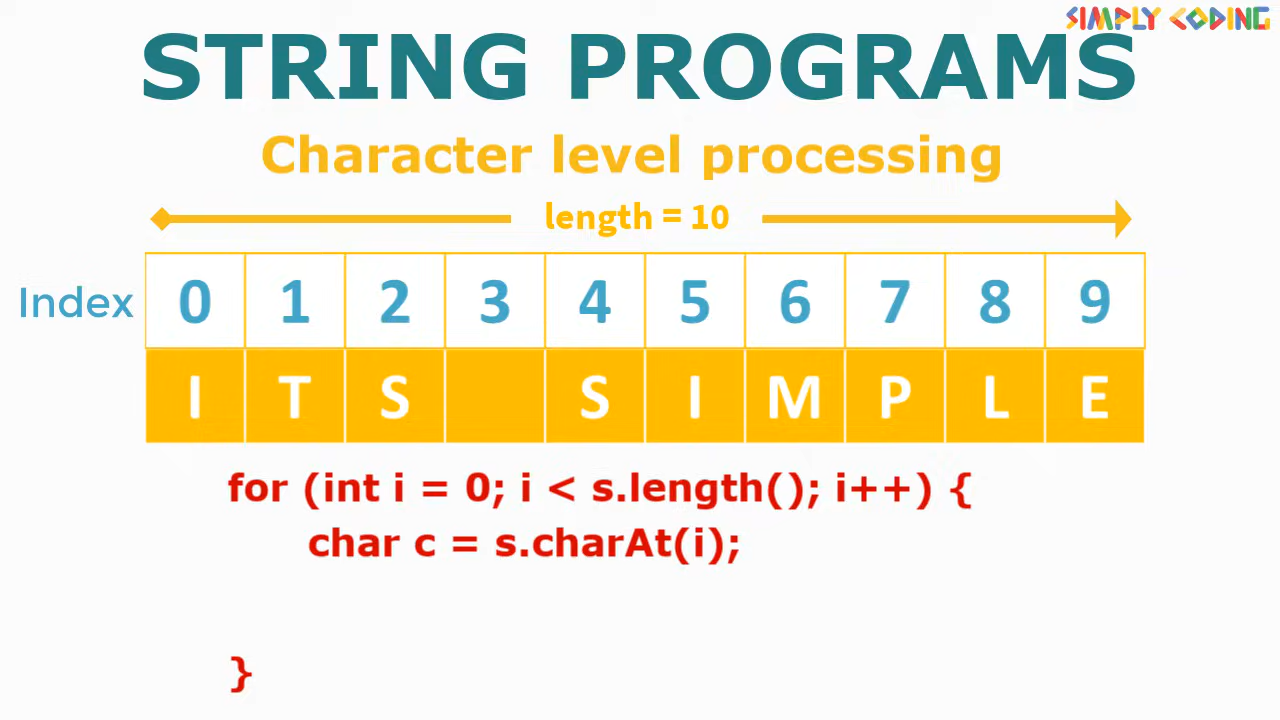 SIMPLY CODING
STRING PROGRAMS
Character level processing
length = 10
Index 0 1 2 3 4 5 6 7 8 9
I T S S I M P L E
for (int i = 0; i < s.length(); i++) {
char c = s.charAt(i);
}